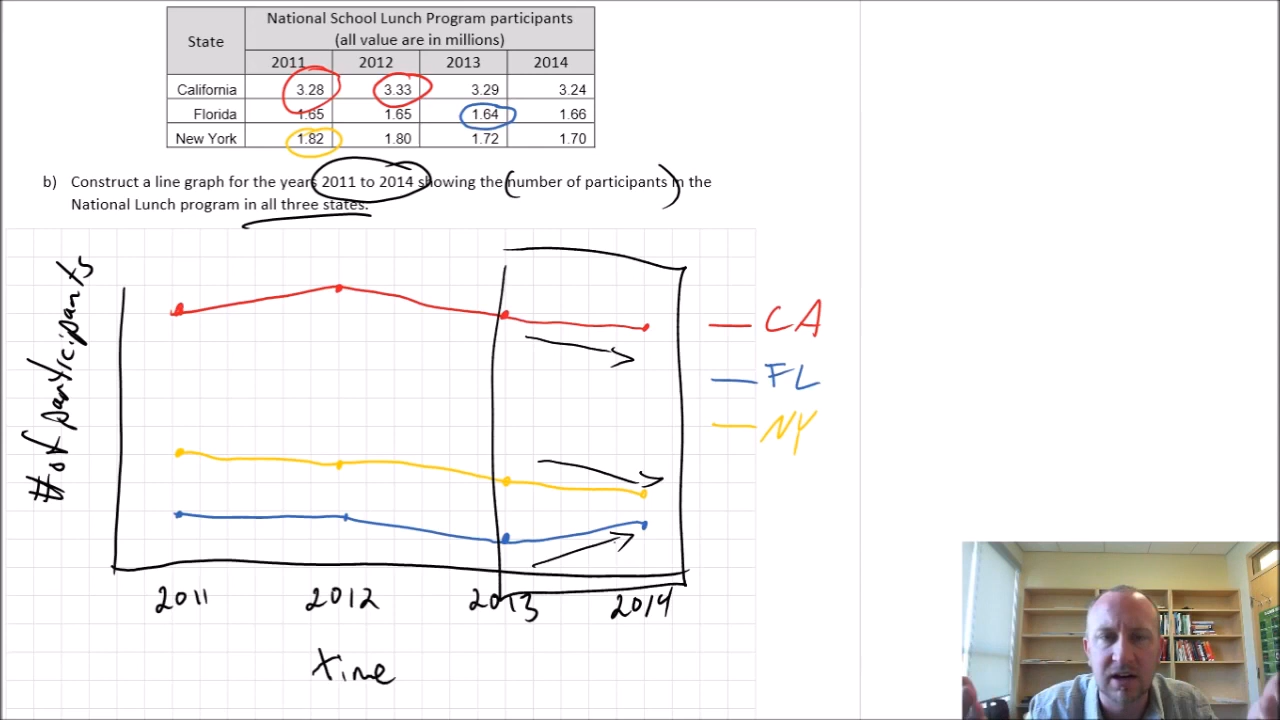 State
National School Lunch Program participants
(all value are in millions)
2011 2012 2013 2014
California 3.28 3.33 3.29 3.24
Florida 1.65 1.65 1.64 1.66
New York 1.82 1.80 1.72 1.70
b) Construct a line graph for the years 2011 to 2014 showing the number of participants in the
National Lunch program in all three states.
# of participants
CA
FL
NY
2011 2012 2013 2014
time